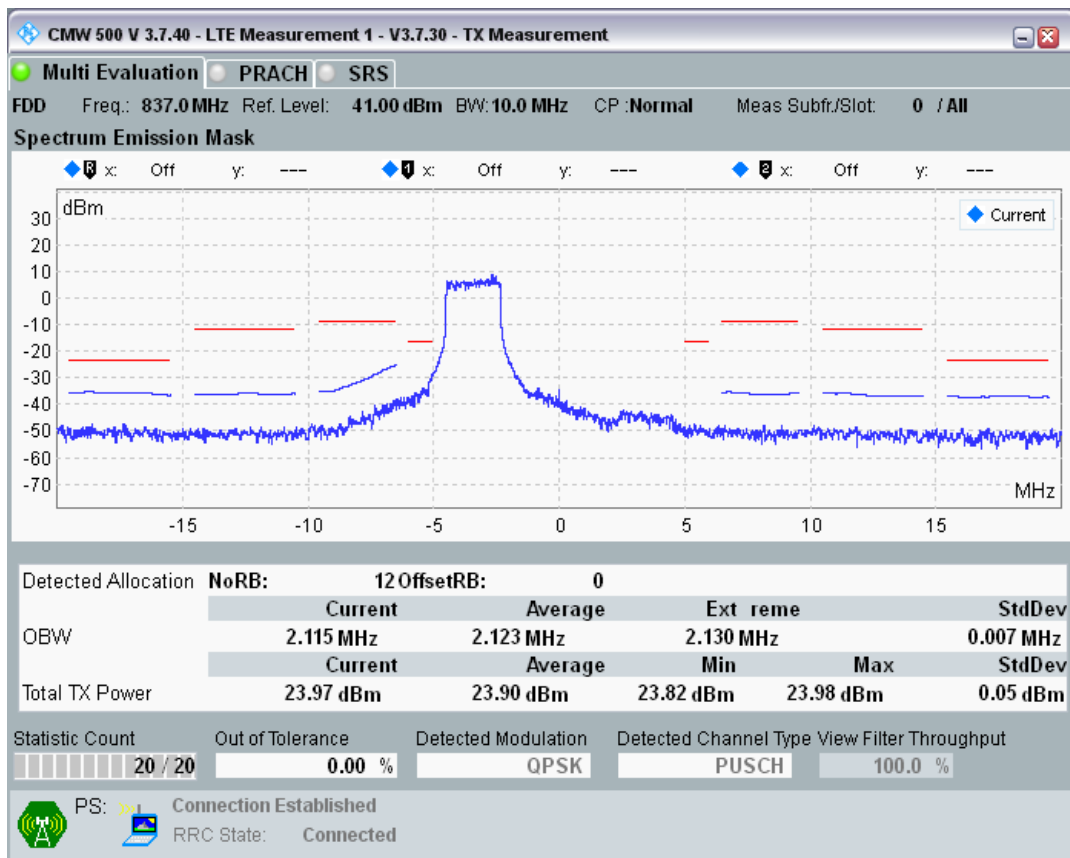 CMW 500 V 3.7.40 - LTE Measurement 1 - V3.7.30 - TX Measurement
Multi Evaluation PRACH SRS
FDD Freq.: 837.0 MHz Ref. Level: 41.00 dBm BW: 10.0 MHz CP :Normal Meas Subfr./Slot: 0 / All
Spectrum Emission Mask
R x: Off y: --- 1 x: Off y: --- 2 x: Off y: ---
dBm
Current
30
20
10
0
-10
-20
-30
-40
-50
-60
-70
MHz
-15 -10 -5 0 5 10 15
Detected Allocation NoRB: 12 OffsetRB: 0
Current Average Ext reme StdDev
OBW 2.115 MHz 2.123 MHz 2.130 MHz 0.007 MHz
Current Average Min Max StdDev
Total TX Power 23.97 dBm 23.90 dBm 23.82 dBm 23.98 dBm 0.05 dBm
Statistic Count Out of Tolerance Detected Modulation Detected Channel Type View Filter Throughput
20 / 20 0.00 % QPSK PUSCH 100.0 %
PS: Connection Established
RRC State: Connected